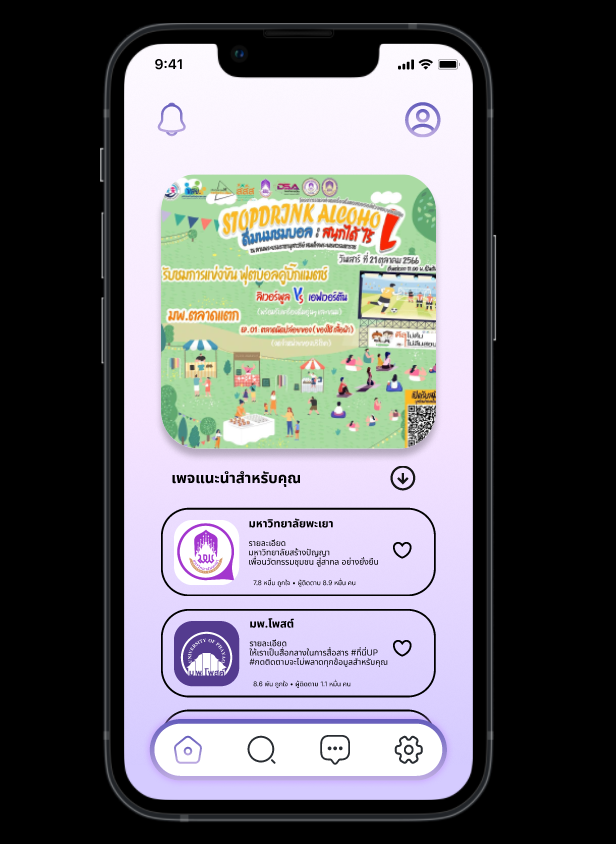 9:41
STOPDRINK ALCOHOL
ดื่มนมชมบอล : สนุกได้ ไร้ L
วันเสาร์ ที่ 21 ตุลาคม 2566
รับชมการแข่งขัน ฟุตบอลคู่บิ๊กแมตช์
ลิเวอร์พูล Vs เอฟเวอร์ตัน
มพ.ตลาดแตก
EP.01
เพจแนะนำสำหรับคุณ
มหาวิทยาลัยพะเยา
รายละเอียด
มหาวิทยาลัยสร้างปัญญา
เพื่อนวัตกรรมชุมชน สู่สากล อย่างยั่งยืน
7.8 หมื่น ถูกใจ • ผู้ติดตาม 8.9 หมื่น คน
มพ.โพสต์
รายละเอียด
ให้เราเป็นสื่อกลางในการสื่อสาร #ที่นี่UP
#กดติดตามจะไม่พลาดทุกข้อมูลสำหรับคุณ
8.6 พัน ถูกใจ • ผู้ติดตาม 1.1 หมื่น คน